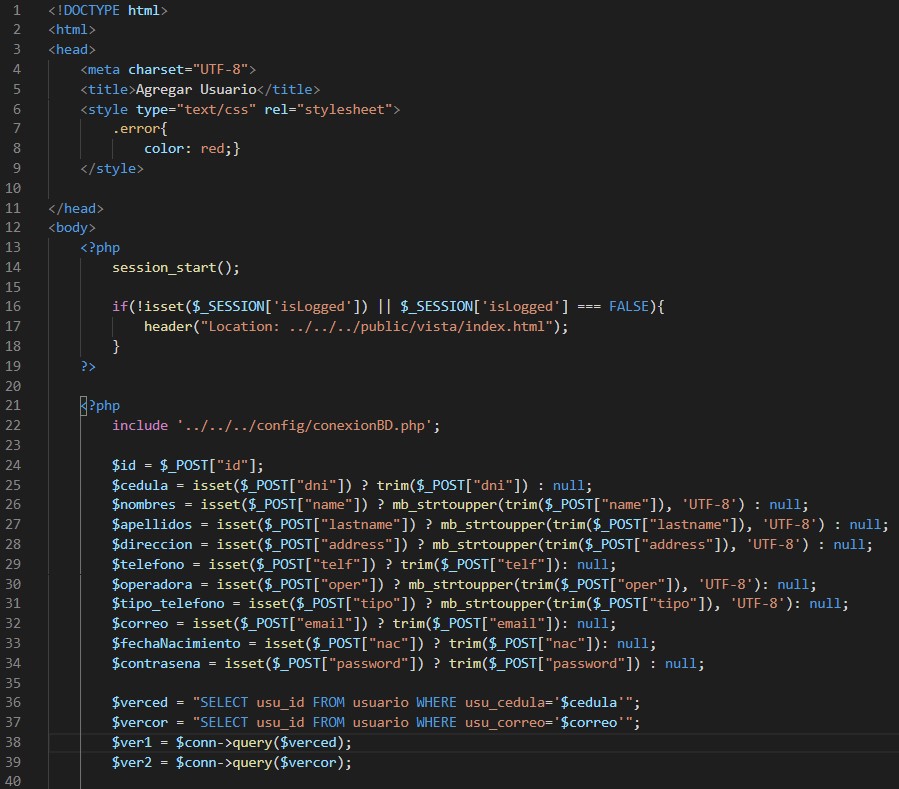 1 <!DOCTYPE html>
2 <html>
3 <head>
4 <meta charset="UTF-8">
5 <title>Agregar Usuario</title>
6 <style type="text/css" rel="stylesheet">
7 .error{
8 color: red;}
9 </style>
10
11 </head>
12 <body>
13 <?php
14 session_start();
15
16 if(!isset($_SESSION['isLogged']) || $_SESSION['isLogged'] === FALSE){
17 header("Location: ../../../public/vista/index.html");
18 }
19 ?>
20
21 <?php
22 include '../../../config/conexionBD.php';
23
24 $id = $_POST["id"];
25 $cedula = isset($_POST["dni"]) ? trim($_POST["dni"]) : null;
26 $nombres = isset($_POST["name"]) ? mb_strtoupper(trim($_POST["name"]), 'UTF-8') : null;
27 $apellidos = isset($_POST["lastname"]) ? mb_strtoupper(trim($_POST["lastname"]), 'UTF-8') : null;
28 $direccion = isset($_POST["address"]) ? mb_strtoupper(trim($_POST["address"]), 'UTF-8') : null;
29 $telefono = isset($_POST["telf"]) ? trim($_POST["telf"]): null;
30 $operadora = isset($_POST["oper"]) ? mb_strtoupper(trim($_POST["oper"]), 'UTF-8'): null;
31 $tipo_telefono = isset($_POST["tipo"]) ? mb_strtoupper(trim($_POST["tipo"]), 'UTF-8'): null;
32 $correo = isset($_POST["email"]) ? trim($_POST["email"]): null;
33 $fechaNacimiento = isset($_POST["nac"]) ? trim($_POST["nac"]): null;
34 $contrasena = isset($_POST["password"]) ? trim($_POST["password"]) : null;
35
36 $verced = "SELECT usu_id FROM usuario WHERE usu_cedula='$cedula'";
37 $vercor = "SELECT usu_id FROM usuario WHERE usu_correo='$correo'";
38 $ver1 = $conn->query($verced);
39 $ver2 = $conn->query($vercor);
40